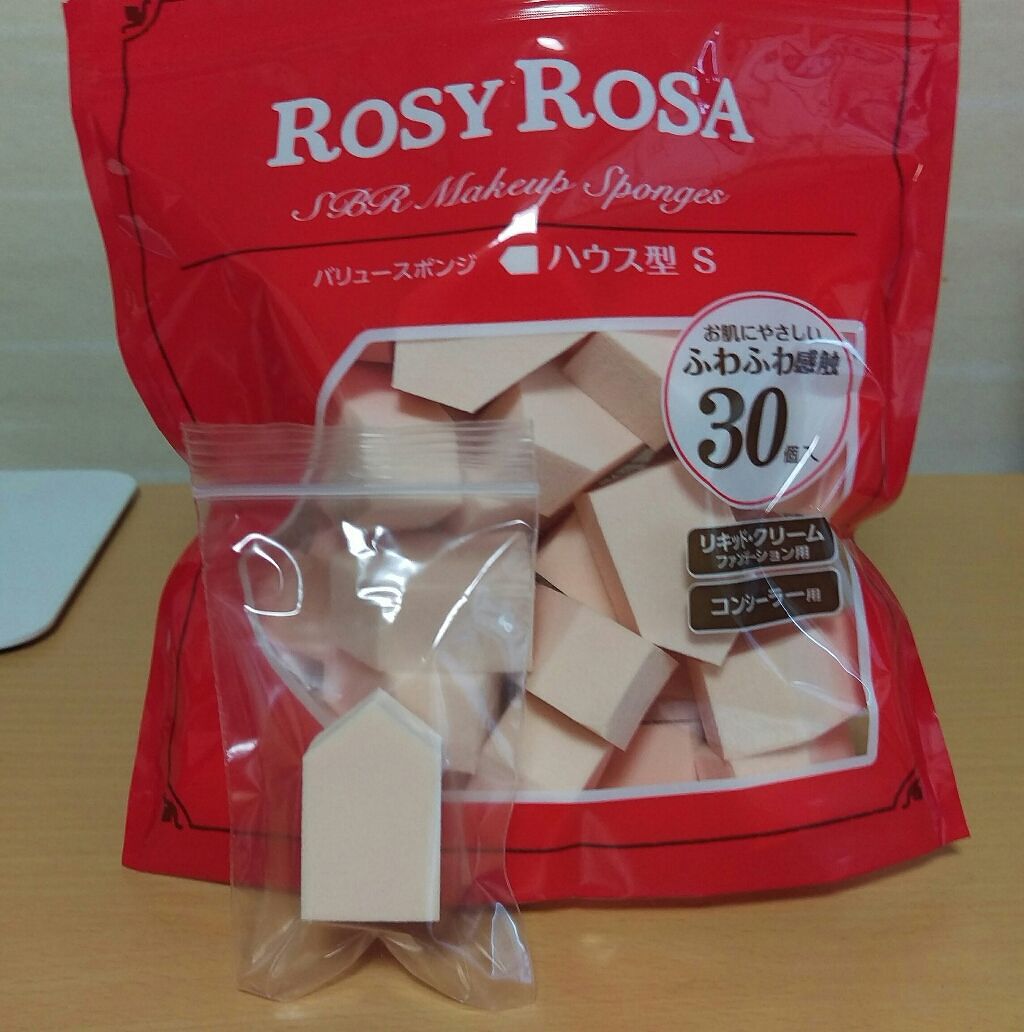 ROSY ROSA
SBR Makeup Sponges
バリュースポンジ ハウス型 S
お肌にやさしい
ふわふわ感触
30個入
リキッド・クリーム
ファンデーション用
コンシーラー用